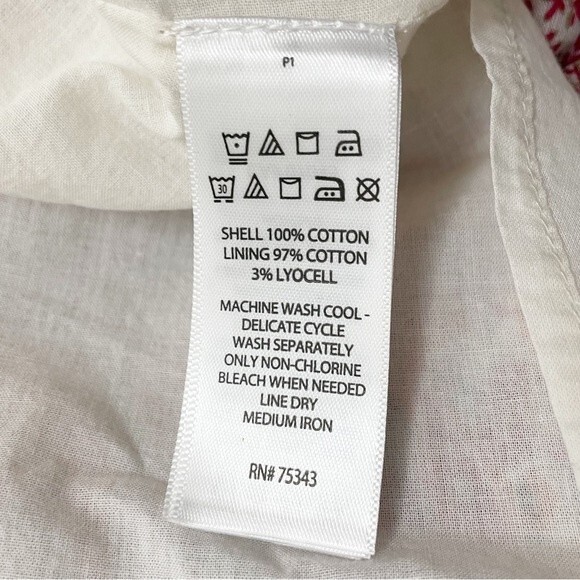 P1
30
SHELL 100% COTTON
LINING 97% COTTON
3% LYOCELL
MACHINE WASH COOL -
DELICATE CYCLE
WASH SEPARATELY
ONLY NON-CHLORINE
BLEACH WHEN NEEDED
LINE DRY
MEDIUM IRON
RN# 75343